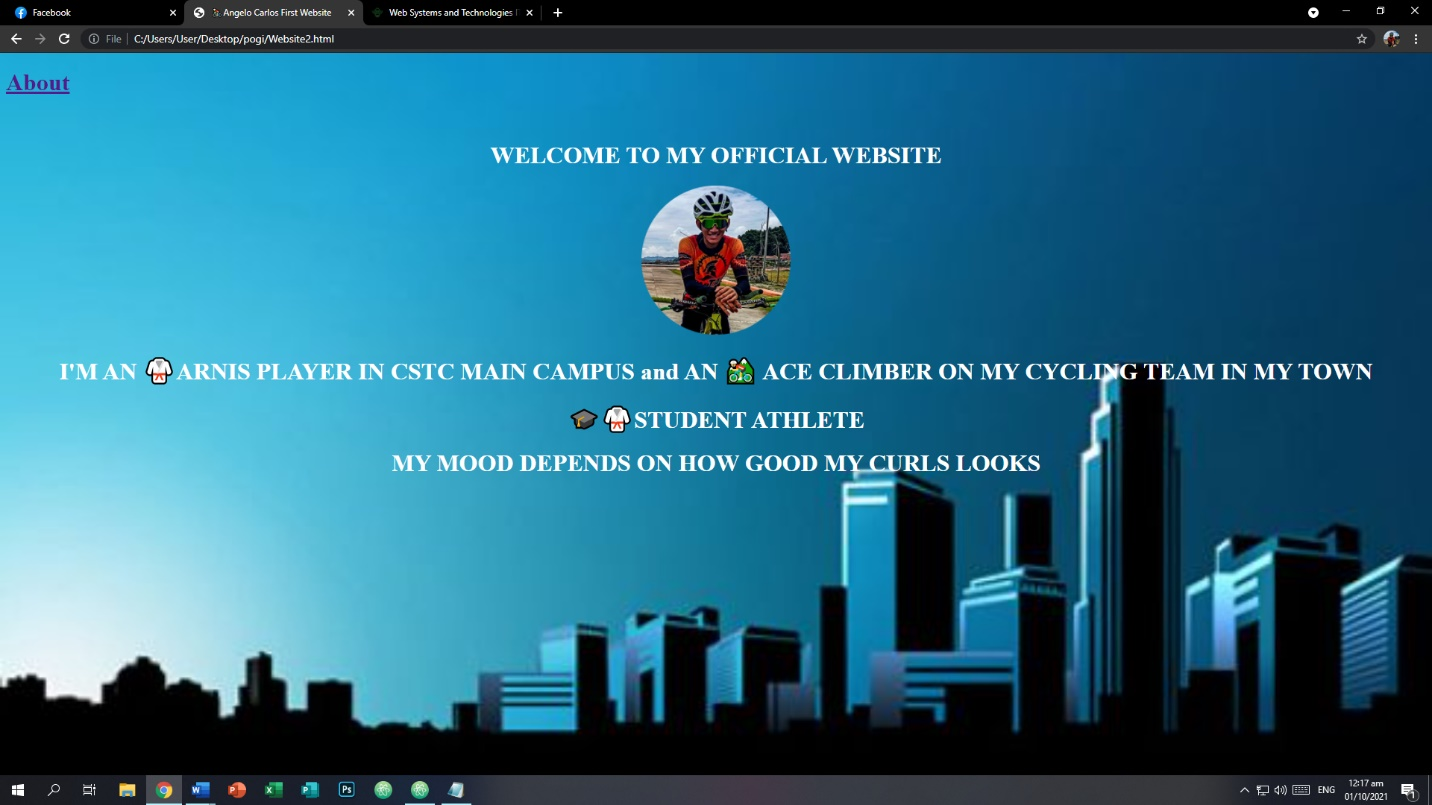 Facebook
Angelo Carlos First Website
Web Systems and Technologies
File
C:/Users/User/Desktop/pogi/Website2.html
About
WELCOME TO MY OFFICIAL WEBSITE
I'M AN 🥋ARNIS PLAYER IN CSTC MAIN CAMPUS and AN 🚵 ACE CLIMBER ON MY CYCLING TEAM IN MY TOWN
🎓🥋STUDENT ATHLETE
MY MOOD DEPENDS ON HOW GOOD MY CURLS LOOKS
ENG
12:17 am
01/10/2021
1